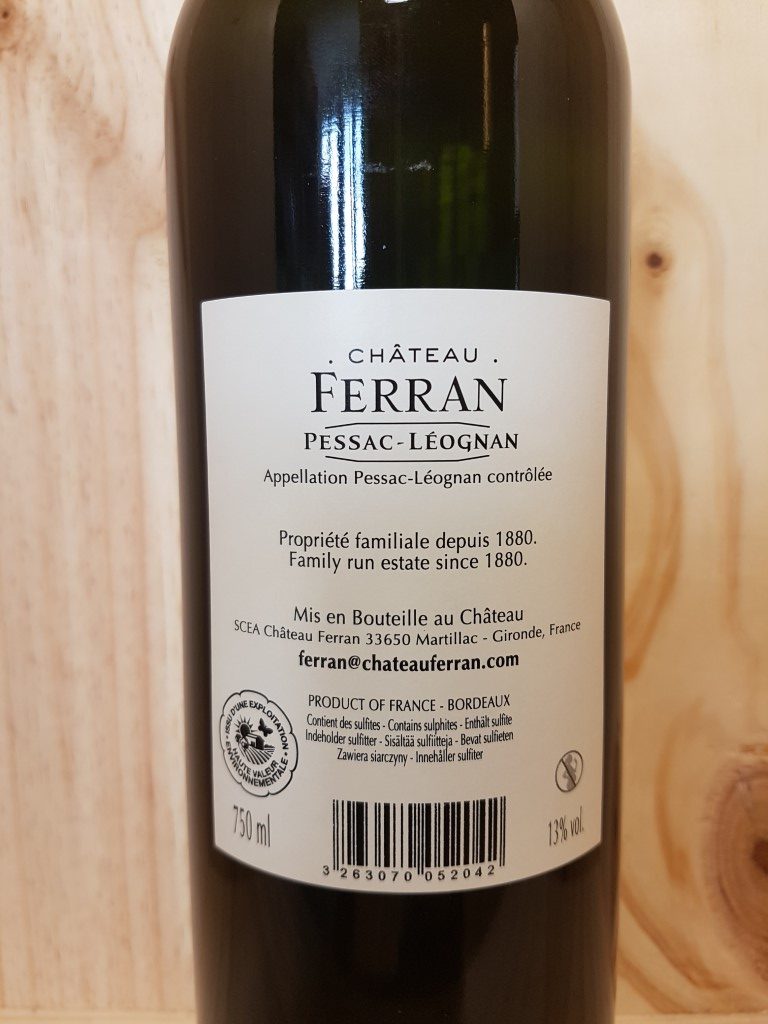 . CHÂTEAU .
FERRAN
PESSAC-LÉOGNAN
Appellation Pessac-Léognan contrôlée
Propriété familiale depuis 1880.
Family run estate since 1880.
Mis en Bouteille au Château
SCEA Château Ferran 33650 Martillac - Gironde, France
ferran@chateauferran.com
PRODUCT OF FRANCE - BORDEAUX
Contient des sulfites - Contains sulphites - Enthält sulfite
Indeholder sulfitter - Sisältää sulfiitteja - Bevat sulfieten
Zawiera siarczyny - Innehåller sulfiter
• ISSU D'UNE EXPLOITATION •
HAUTE VALEUR
ENVIRONNEMENTALE
750 ml
13% vol.
3 263070 052042